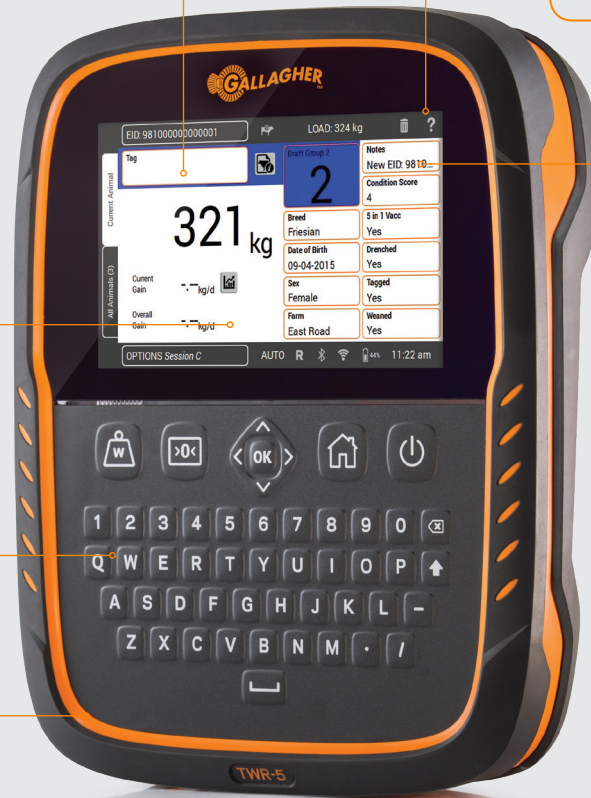 GALLAGHER
EID: 981000000000001
LOAD: 324 kg
?
Current Animal
All Animals (3)
Tag
321 kg
Current Gain
-.-- kg/d
Overall Gain
-.-- kg/d
Draft Group 2
2
Notes
New EID: 9810...
Condition Score
4
Breed
Friesian
5 in 1 Vacc
Yes
Date of Birth
09-04-2015
Drenched
Yes
Sex
Female
Tagged
Yes
Farm
East Road
Weaned
Yes
OPTIONS Session C
AUTO R 44% 11:22 am
W >0< OK
1 2 3 4 5 6 7 8 9 0
Q W E R T Y U I O P
A S D F G H J K L -
Z X C V B N M . /
TWR-5